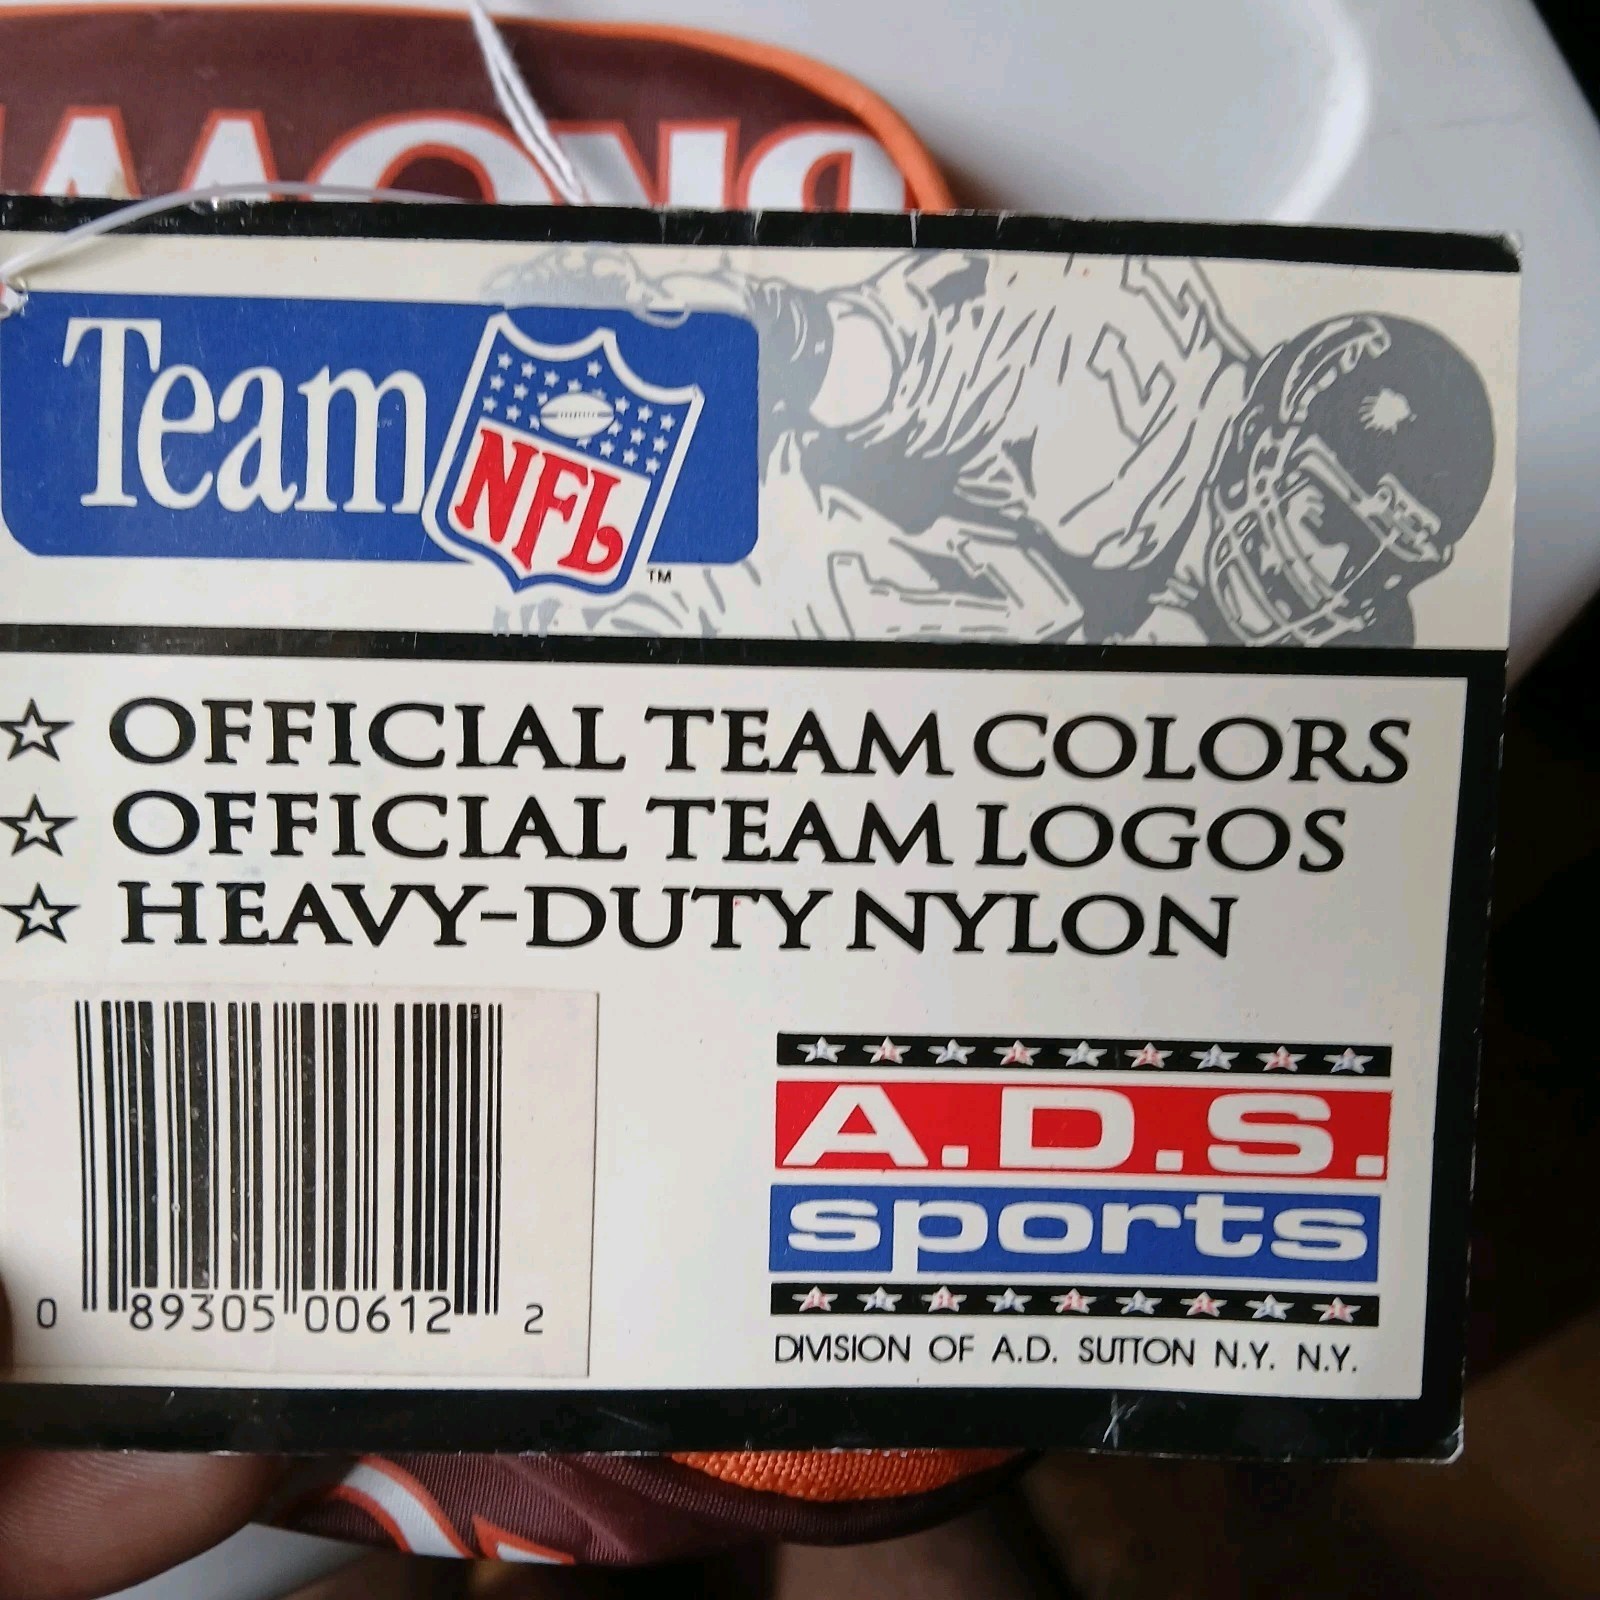 Team NFL ™
☆ OFFICIAL TEAM COLORS
☆ OFFICIAL TEAM LOGOS
☆ HEAVY-DUTY NYLON
0 89305 00612 2
A.D.S.
sports
DIVISION OF A.D. SUTTON N.Y. N.Y.